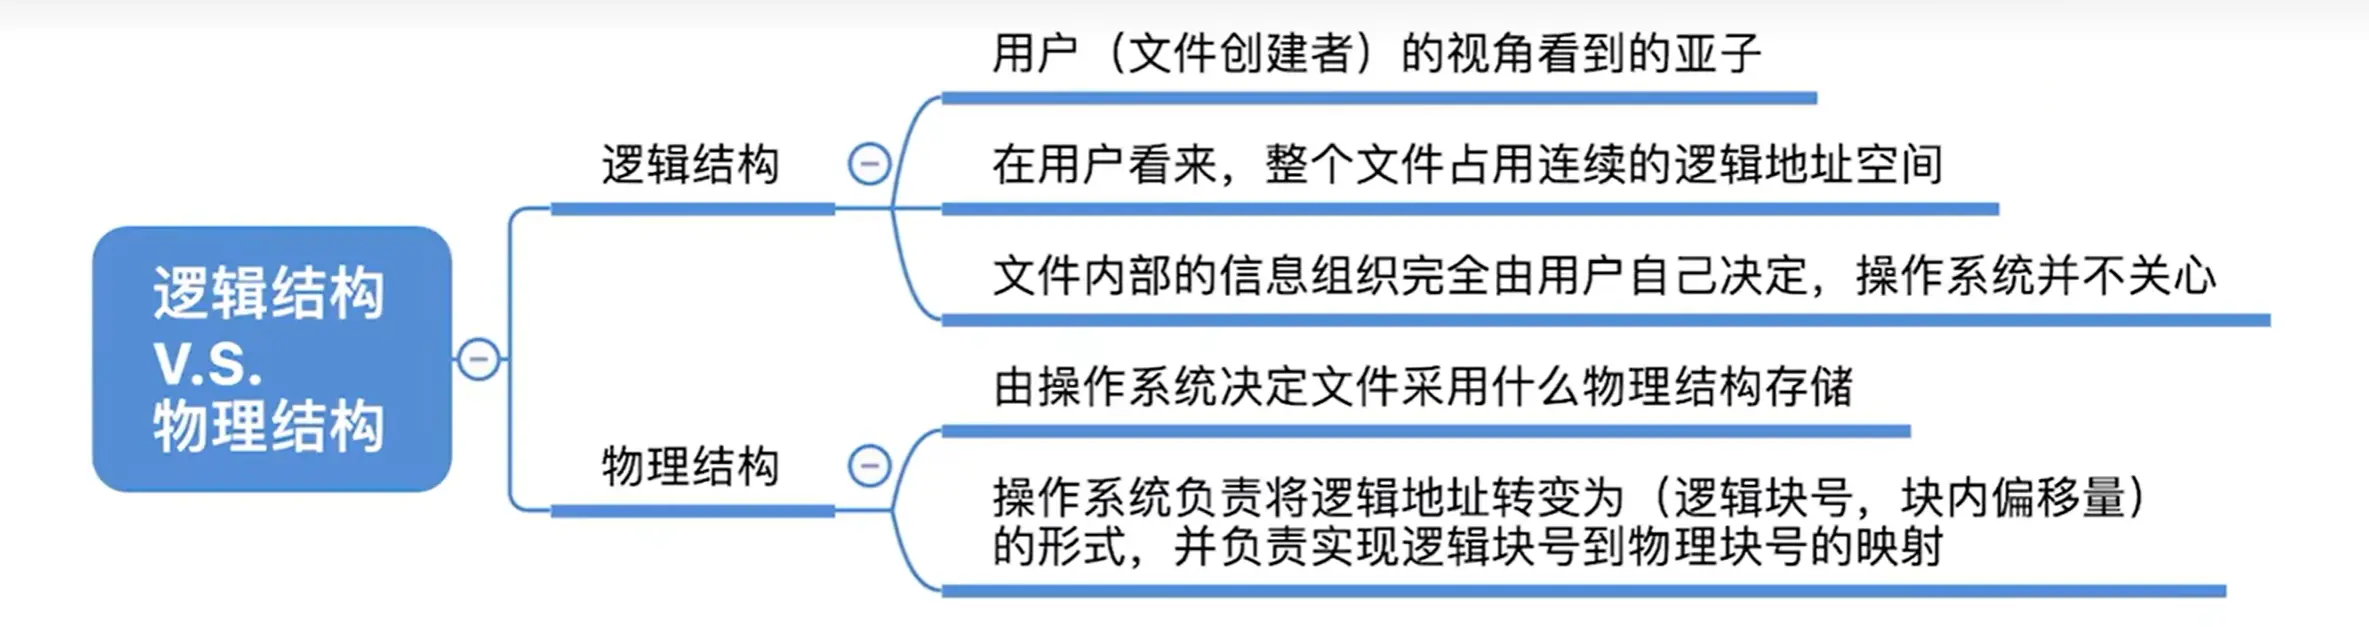 逻辑结构
V.S.
物理结构
逻辑结构
用户（文件创建者）的视角看到的亚子
在用户看来，整个文件占用连续的逻辑地址空间
文件内部的信息组织完全由用户自己决定，操作系统并不关心
物理结构
由操作系统决定文件采用什么物理结构存储
操作系统负责将逻辑地址转变为（逻辑块号，块内偏移量）
的形式，并负责实现逻辑块号到物理块号的映射